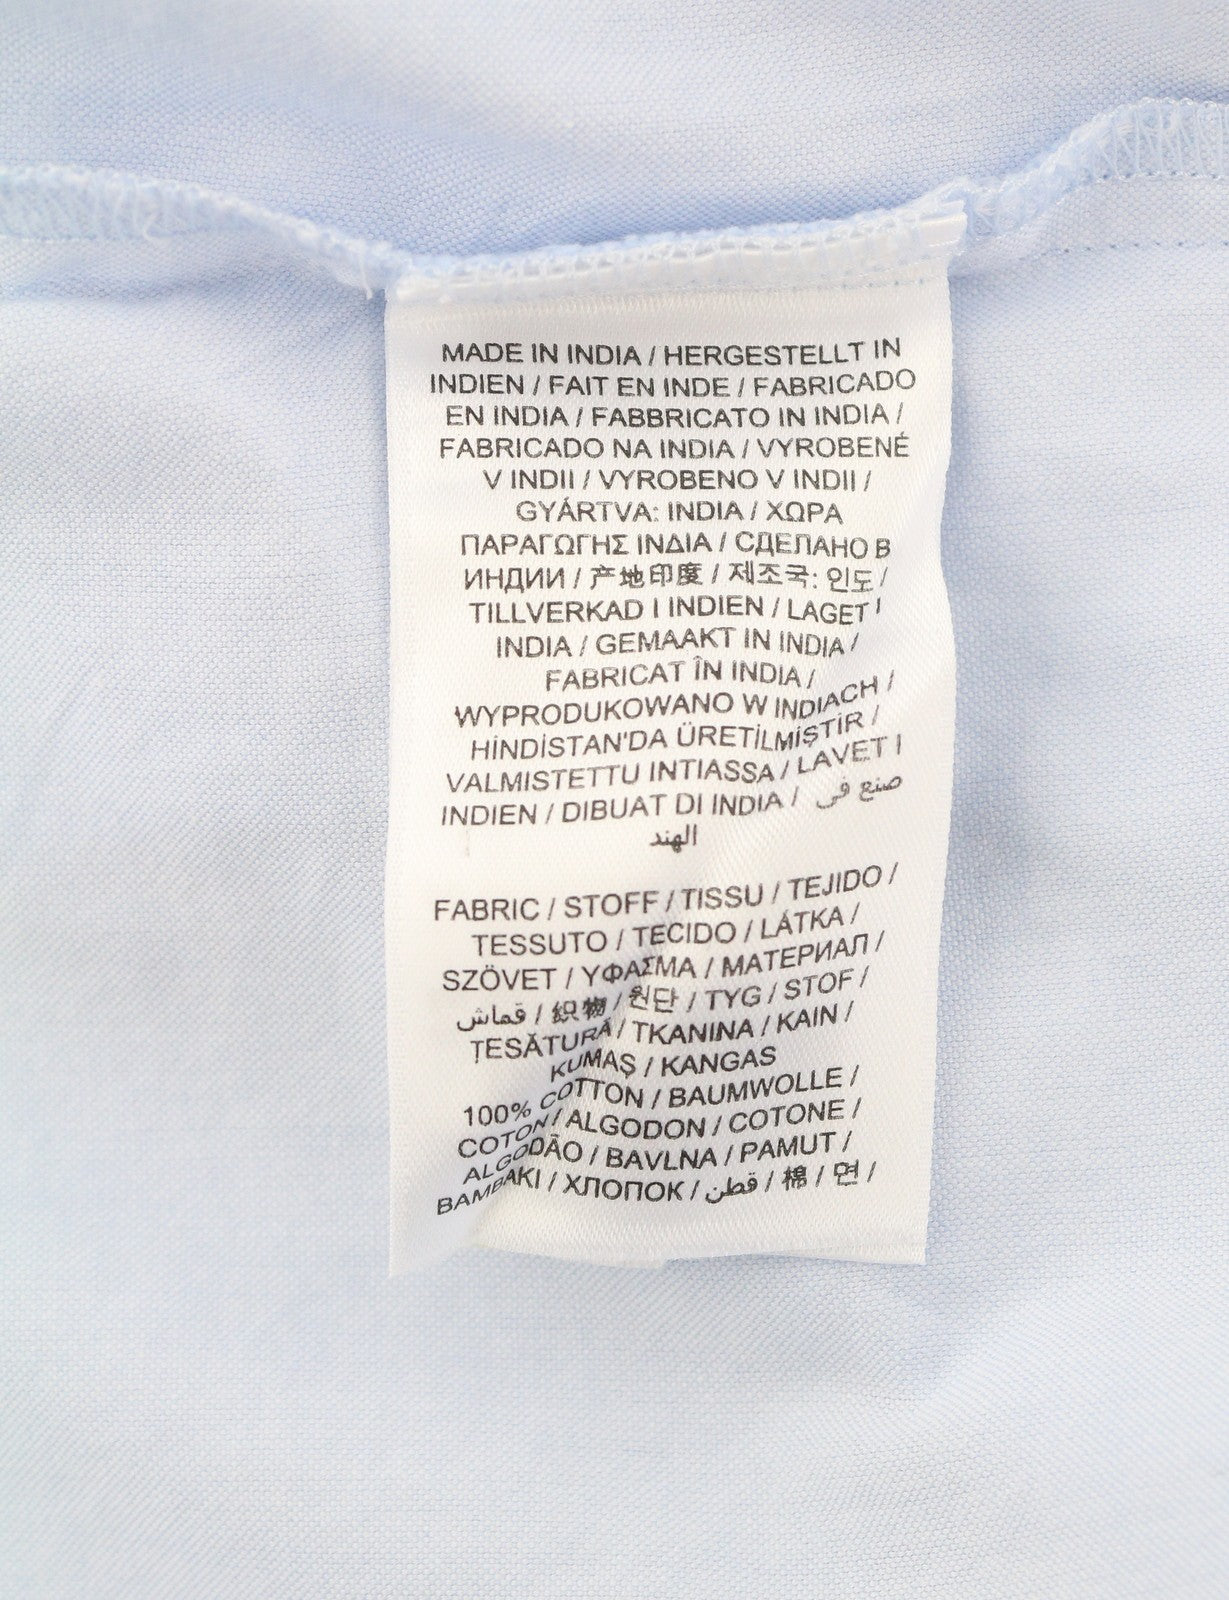 MADE IN INDIA / HERGESTELLT IN
INDIEN / FAIT EN INDE / FABRICADO
EN INDIA / FABBRICATO IN INDIA /
FABRICADO NA INDIA / VYROBENÉ
V INDII / VYROBENO V INDII /
GYÁRTVA: INDIA / ΧΩΡΑ
ΠΑΡΑΓΩΓΗΣ ΙΝΔΙΑ / СДЕЛАНО В
ИНДИИ / 产地印度 / 제조국: 인도 /
TILLVERKAD I INDIEN / LAGET I
INDIA / GEMAAKT IN INDIA /
FABRICAT ÎN INDIA /
WYPRODUKOWANO W INDIACH /
HİNDİSTAN'DA ÜRETİLMİŞTİR /
VALMISTETTU INTIASSA / LAVET I
INDIEN / DIBUAT DI INDIA / صنع في
الهند
FABRIC / STOFF / TISSU / TEJIDO /
TESSUTO / TECIDO / LÁTKA /
SZÖVET / ΥΦΑΣΜΑ / МАТЕРИАЛ /
قماش / 織物 / 원단 / TYG / STOF /
ȚESĂTURĂ / TKANINA / KAIN /
KUMAŞ / KANGAS
100% COTTON / BAUMWOLLE /
COTON / ALGODON / COTONE /
ALGODÃO / BAVLNA / PAMUT /
BAMBAKI / ХЛОПОК / قطن / 棉 / 면 /